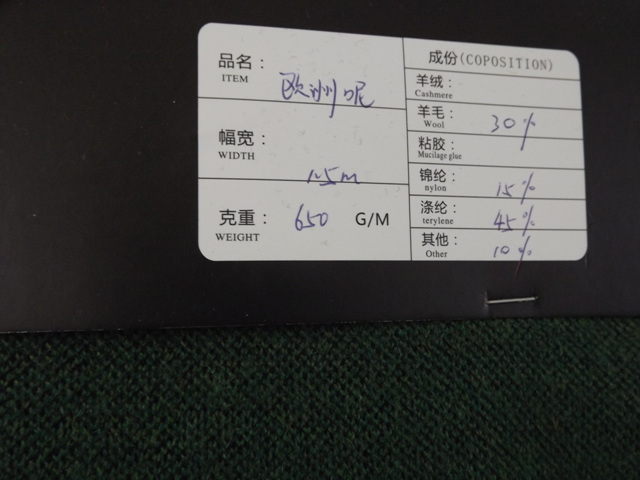 品名：
ITEM
欧洲呢
幅宽：
WIDTH
1.5m
克重：
WEIGHT
650 G/M
成份(COPOSITION)
羊绒：
Cashmere
羊毛：
Wool
30%
粘胶：
Mucilage glue
锦纶：
nylon
15%
涤纶：
terylene
45%
其他：
Other
10%